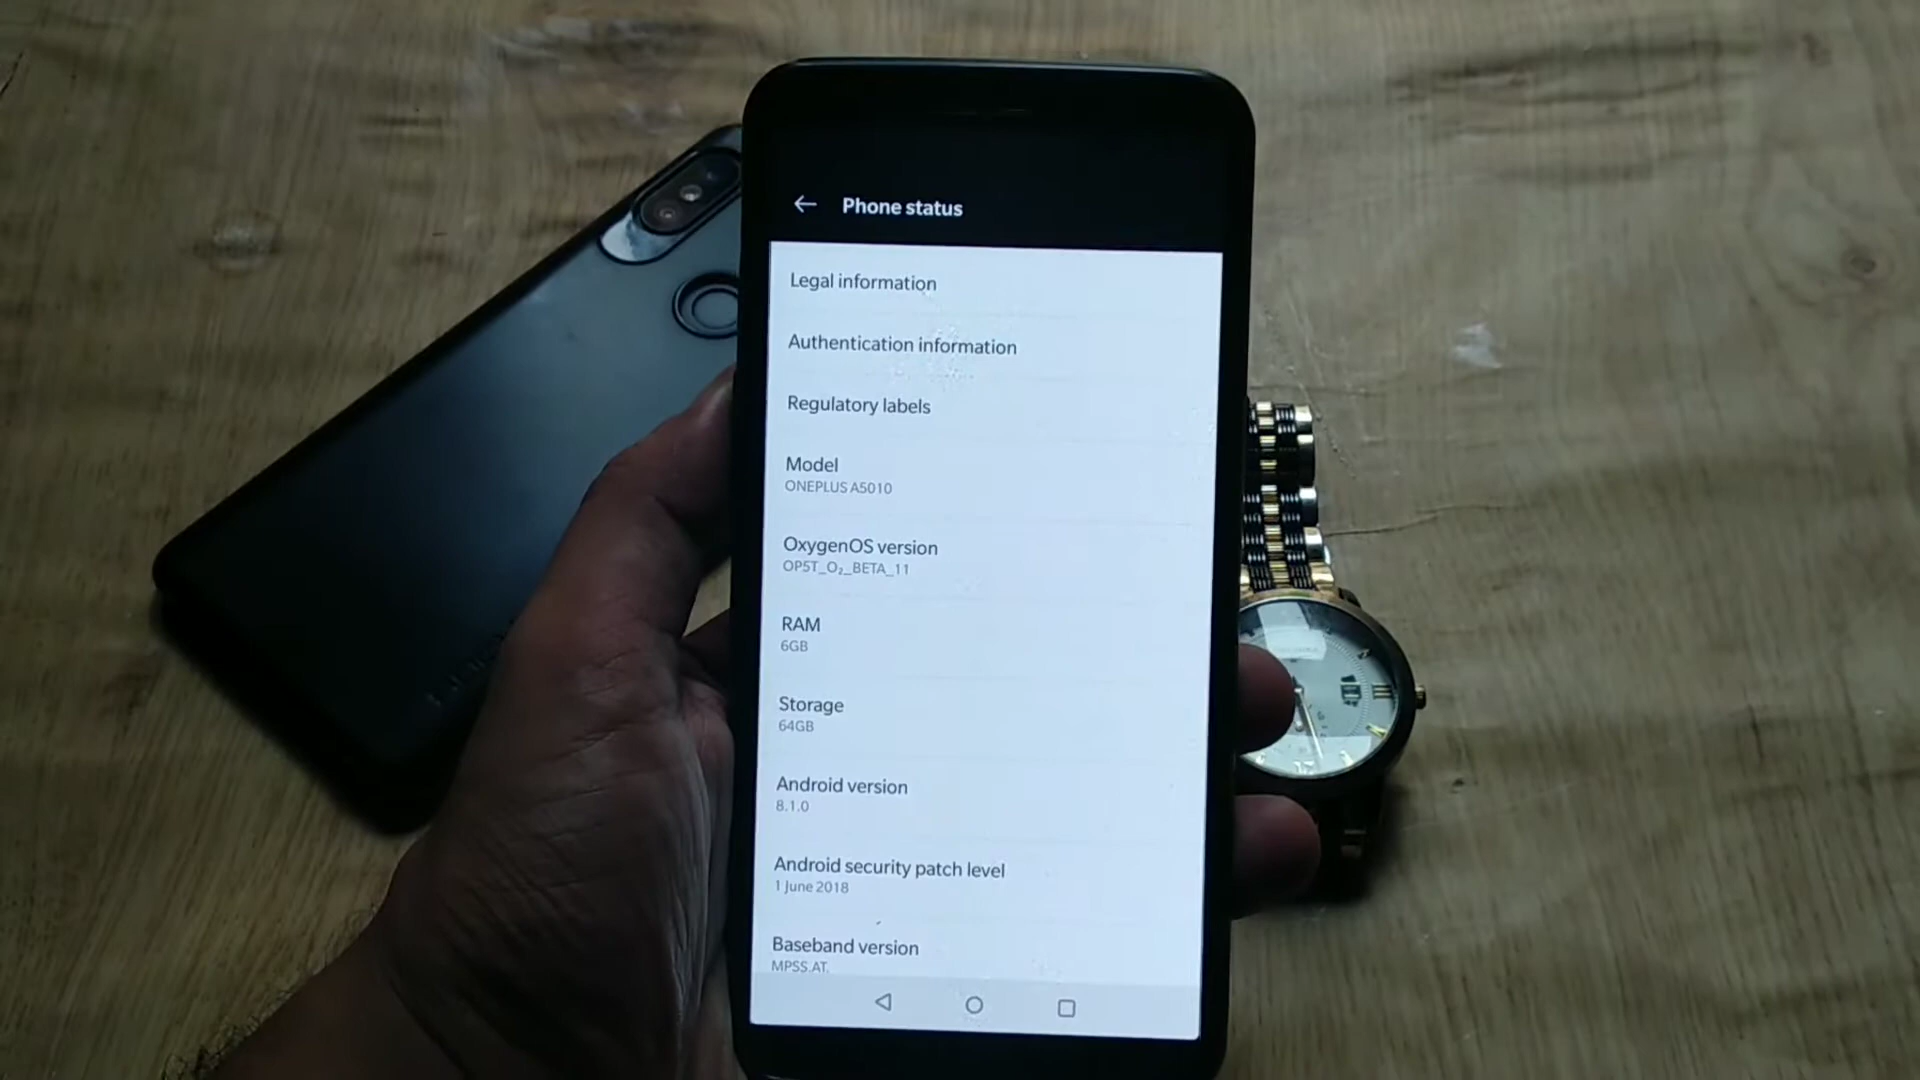 Phone status
Legal information
Authentication information
Regulatory labels
Model
ONEPLUS A5010
OxygenOS version
OP5T_O₂_BETA_11
RAM
6GB
Storage
64GB
Android version
8.1.0
Android security patch level
1 June 2018
Baseband version
MPSS.AT.